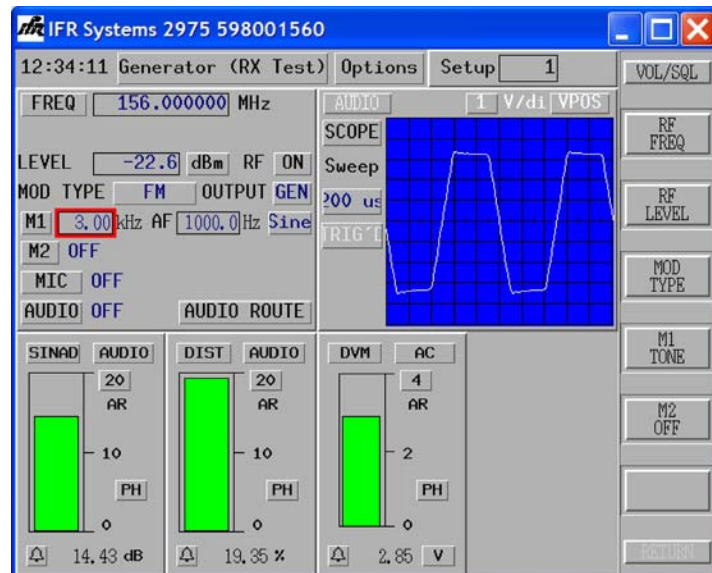 IFR Systems 2975 598001560
12:34:11 Generator (RX Test) Options Setup 1
VOL/SQL
FREQ 156.000000 MHz
LEVEL -22.6 dBm RF ON
MOD TYPE FM OUTPUT GEN
M1 3.00 kHz AF 1000.0 Hz Sine
M2 OFF
MIC OFF
AUDIO OFF AUDIO ROUTE
AUDIO 1 V/di VPOS
SCOPE
Sweep
200 us
TRIG'D
RF FREQ
RF LEVEL
MOD TYPE
M1 TONE
M2 OFF
RETURN
SINAD AUDIO
20
AR
10
PH
0
14.43 dB
DIST AUDIO
20
AR
10
PH
0
19.35 %
DVM AC
4
AR
2
PH
0
2.85 V